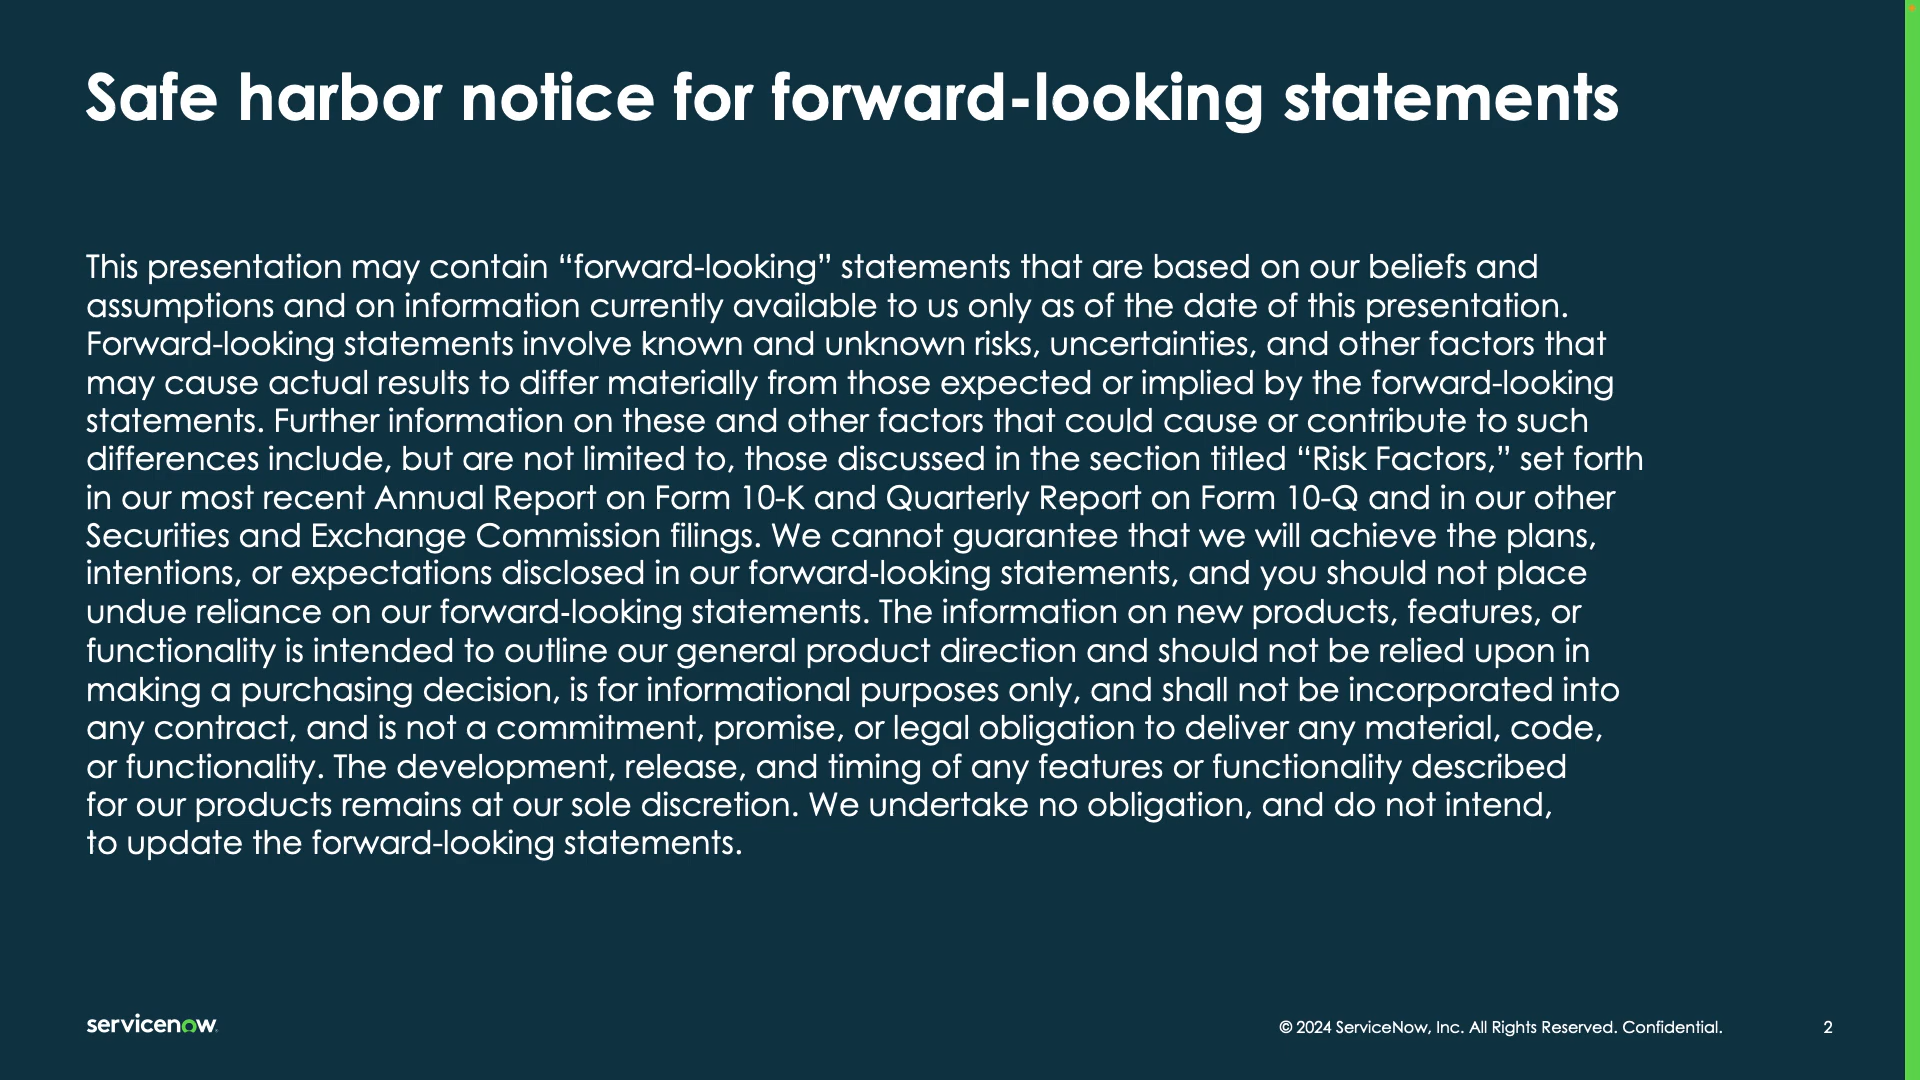 Safe harbor notice for forward-looking statements
This presentation may contain “forward-looking” statements that are based on our beliefs and
assumptions and on information currently available to us only as of the date of this presentation.
Forward-looking statements involve known and unknown risks, uncertainties, and other factors that
may cause actual results to differ materially from those expected or implied by the forward-looking
statements. Further information on these and other factors that could cause or contribute to such
differences include, but are not limited to, those discussed in the section titled “Risk Factors,” set forth
in our most recent Annual Report on Form 10-K and Quarterly Report on Form 10-Q and in our other
Securities and Exchange Commission filings. We cannot guarantee that we will achieve the plans,
intentions, or expectations disclosed in our forward-looking statements, and you should not place
undue reliance on our forward-looking statements. The information on new products, features, or
functionality is intended to outline our general product direction and should not be relied upon in
making a purchasing decision, is for informational purposes only, and shall not be incorporated into
any contract, and is not a commitment, promise, or legal obligation to deliver any material, code,
or functionality. The development, release, and timing of any features or functionality described
for our products remains at our sole discretion. We undertake no obligation, and do not intend,
to update the forward-looking statements.
servicenow
© 2024 ServiceNow, Inc. All Rights Reserved. Confidential.
2